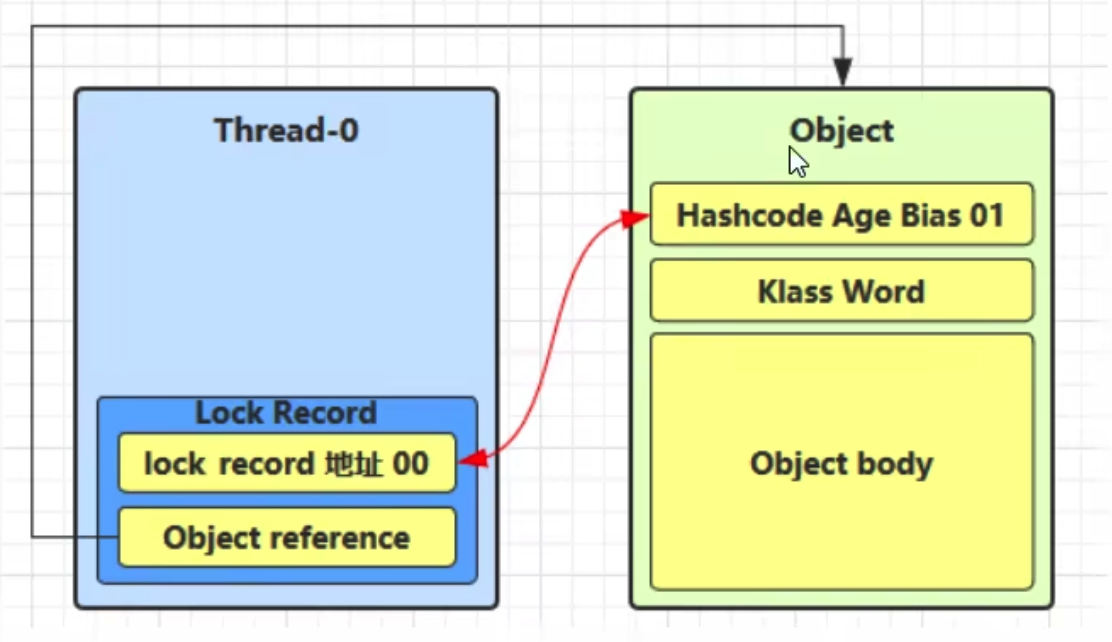 Thread-0
Lock Record
lock record 地址 00
Object reference
Object
Hashcode Age Bias 01
Klass Word
Object body